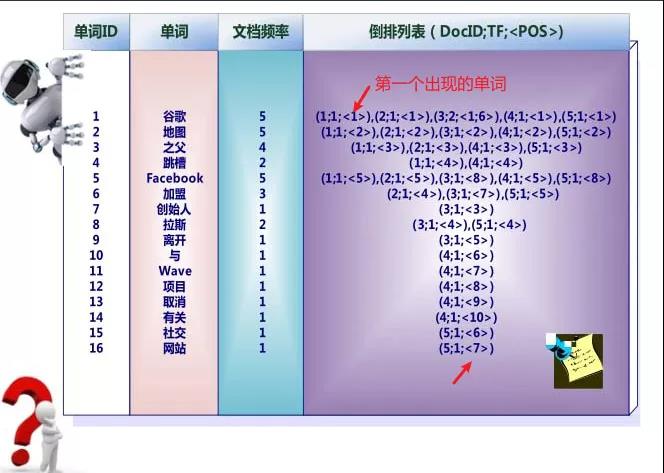 单词ID 单词 文档频率 倒排列表（DocID;TF;<POS>)
第一个出现的单词
1 谷歌 5 (1;1;<1>),(2;1;<1>),(3;2;<1;6>),(4;1;<1>),(5;1;<1>)
2 地图 5 (1;1;<2>),(2;1;<2>),(3;1;<2>),(4;1;<2>),(5;1;<2>)
3 之父 4 (1;1;<3>),(2;1;<3>),(4;1;<3>),(5;1;<3>)
4 跳槽 2 (1;1;<4>),(4;1;<4>)
5 Facebook 5 (1;1;<5>),(2;1;<5>),(3;1;<8>),(4;1;<5>),(5;1;<8>)
6 加盟 3 (2;1;<4>),(3;1;<7>),(5;1;<5>)
7 创始人 1 (3;1;<3>)
8 拉斯 2 (3;1;<4>),(5;1;<4>)
9 离开 1 (3;1;<5>)
10 与 1 (4;1;<6>)
11 Wave 1 (4;1;<7>)
12 项目 1 (4;1;<8>)
13 取消 1 (4;1;<9>)
14 有关 1 (4;1;<10>)
15 社交 1 (5;1;<6>)
16 网站 1 (5;1;<7>)